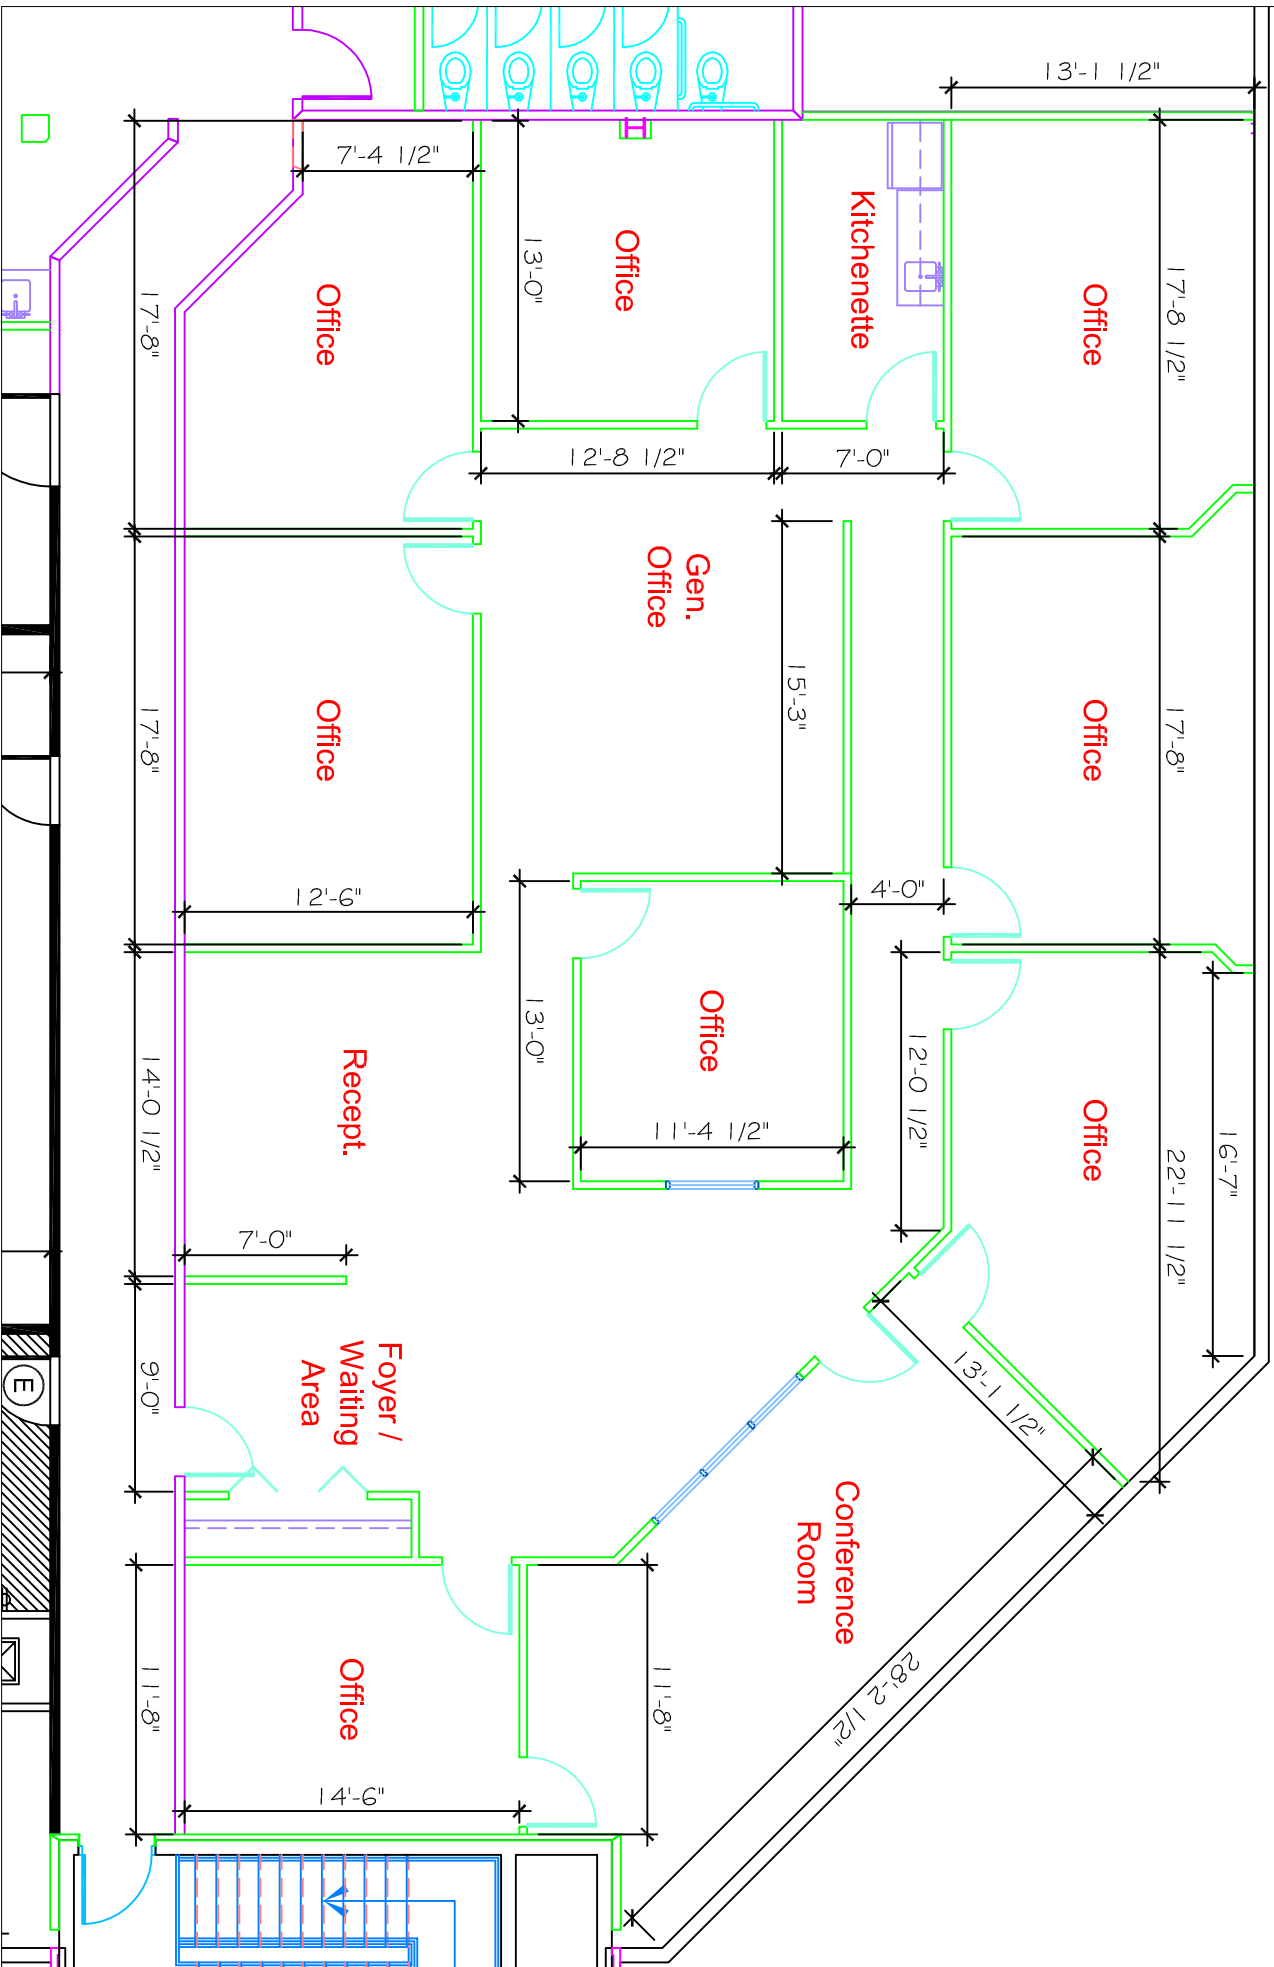 13'-1 1/2"
7'-4 1/2"
Office
13'-0"
Kitchenette
Office
17'-8 1/2"
Office
17'-8"
12'-8 1/2"
7'-0"
Gen.
Office
15'-3"
Office
17'-8"
Office
17'-8"
12'-6"
4'-0"
Office
13'-0"
11'-4 1/2"
12'-0 1/2"
Office
16'-7"
22'-11 1/2"
Recept.
14'-0 1/2"
7'-0"
Foyer /
Waiting
Area
9'-0"
E
13'-1 1/2"
Conference
Room
28'-2 1/2"
Office
11'-8"
11'-8"
14'-6"